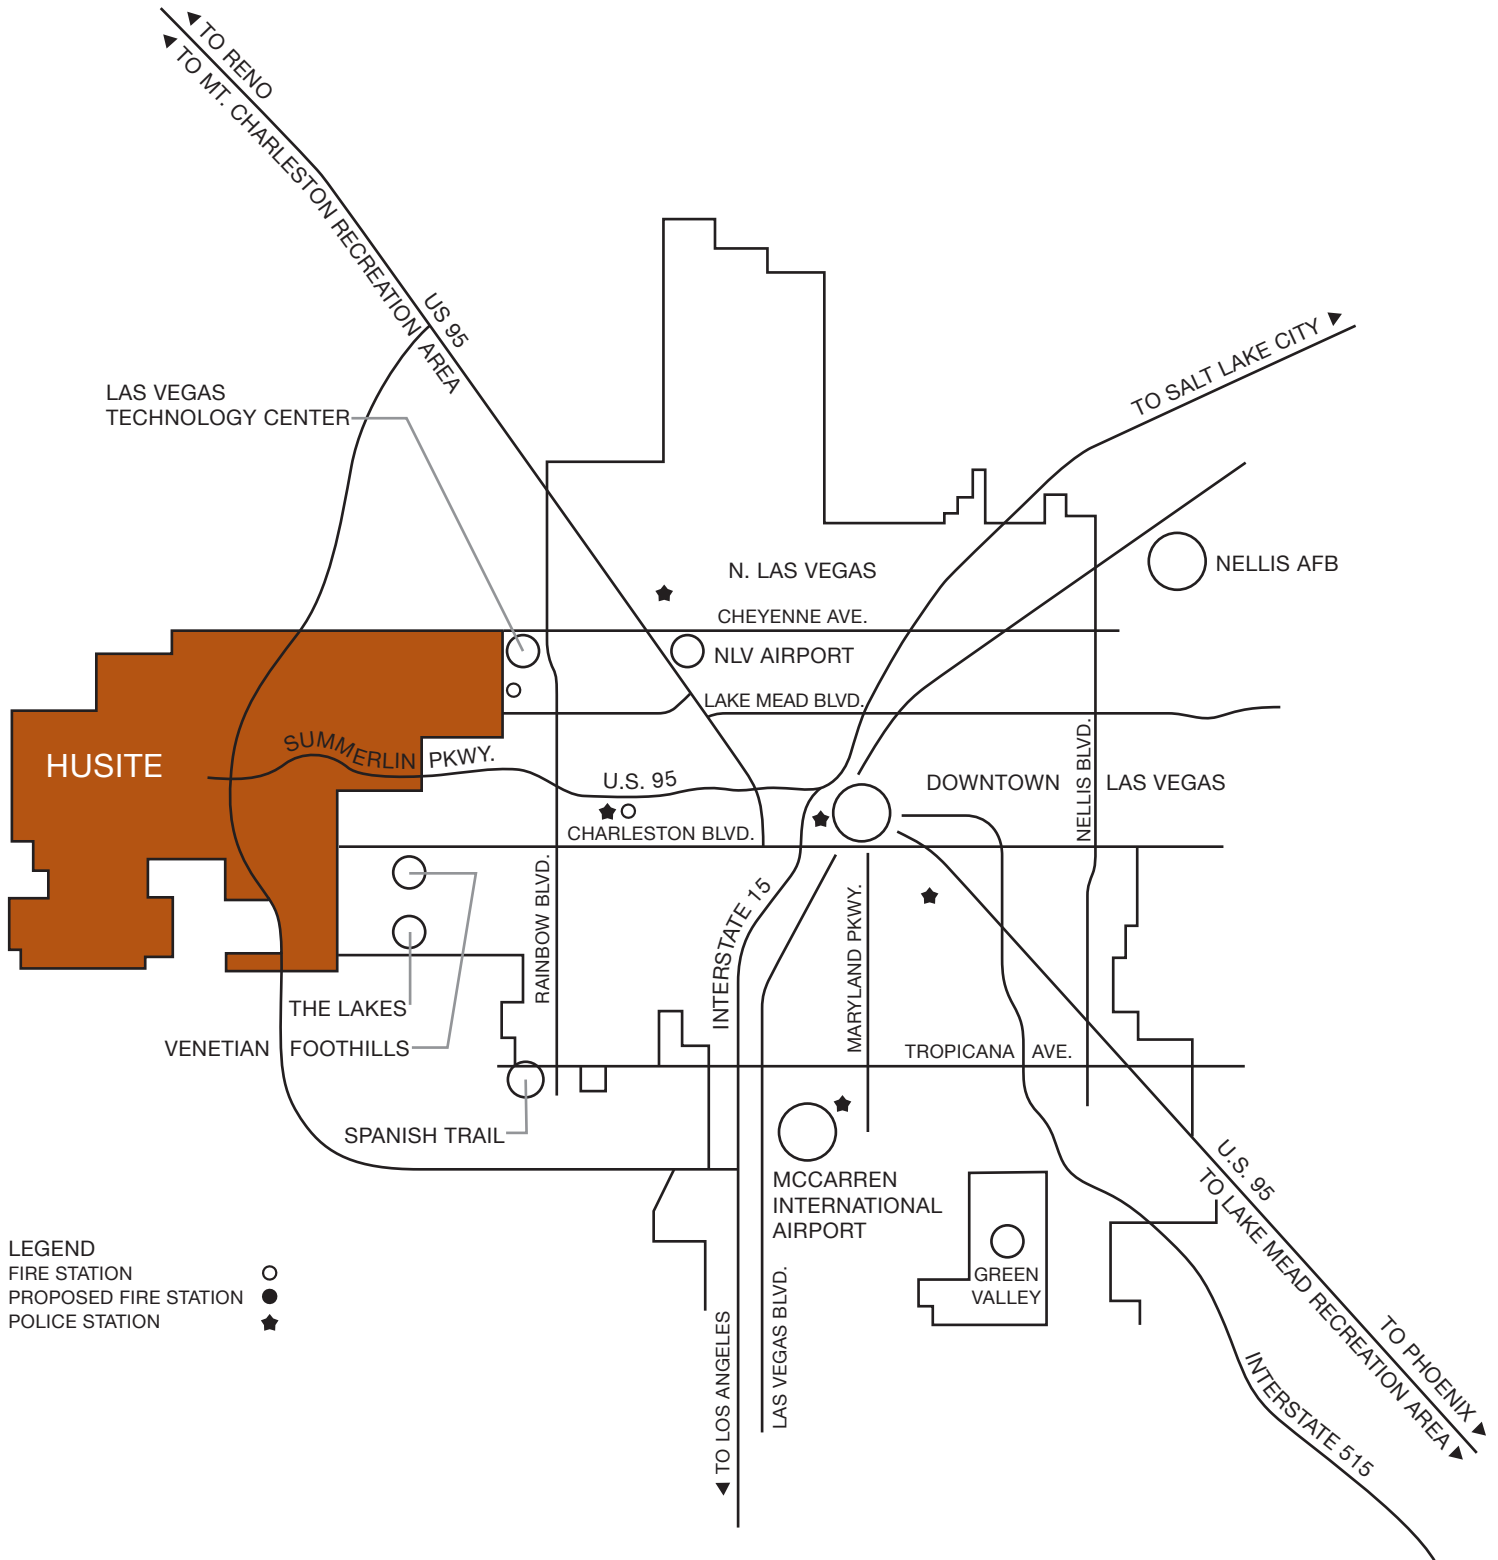 TO RENO
TO MT. CHARLESTON RECREATION AREA
US 95
TO SALT LAKE CITY
LAS VEGAS
TECHNOLOGY CENTER
N. LAS VEGAS
NELLIS AFB
CHEYENNE AVE.
NLV AIRPORT
LAKE MEAD BLVD.
HUSITE
SUMMERLIN PKWY.
U.S. 95
DOWNTOWN LAS VEGAS
NELLIS BLVD.
CHARLESTON BLVD.
RAINBOW BLVD.
INTERSTATE 15
MARYLAND PKWY.
THE LAKES
VENETIAN FOOTHILLS
TROPICANA AVE.
SPANISH TRAIL
MCCARREN
INTERNATIONAL
AIRPORT
U.S. 95
TO LAKE MEAD RECREATION AREA
TO PHOENIX
GREEN
VALLEY
LAS VEGAS BLVD.
TO LOS ANGELES
INTERSTATE 515
LEGEND
FIRE STATION
PROPOSED FIRE STATION
POLICE STATION